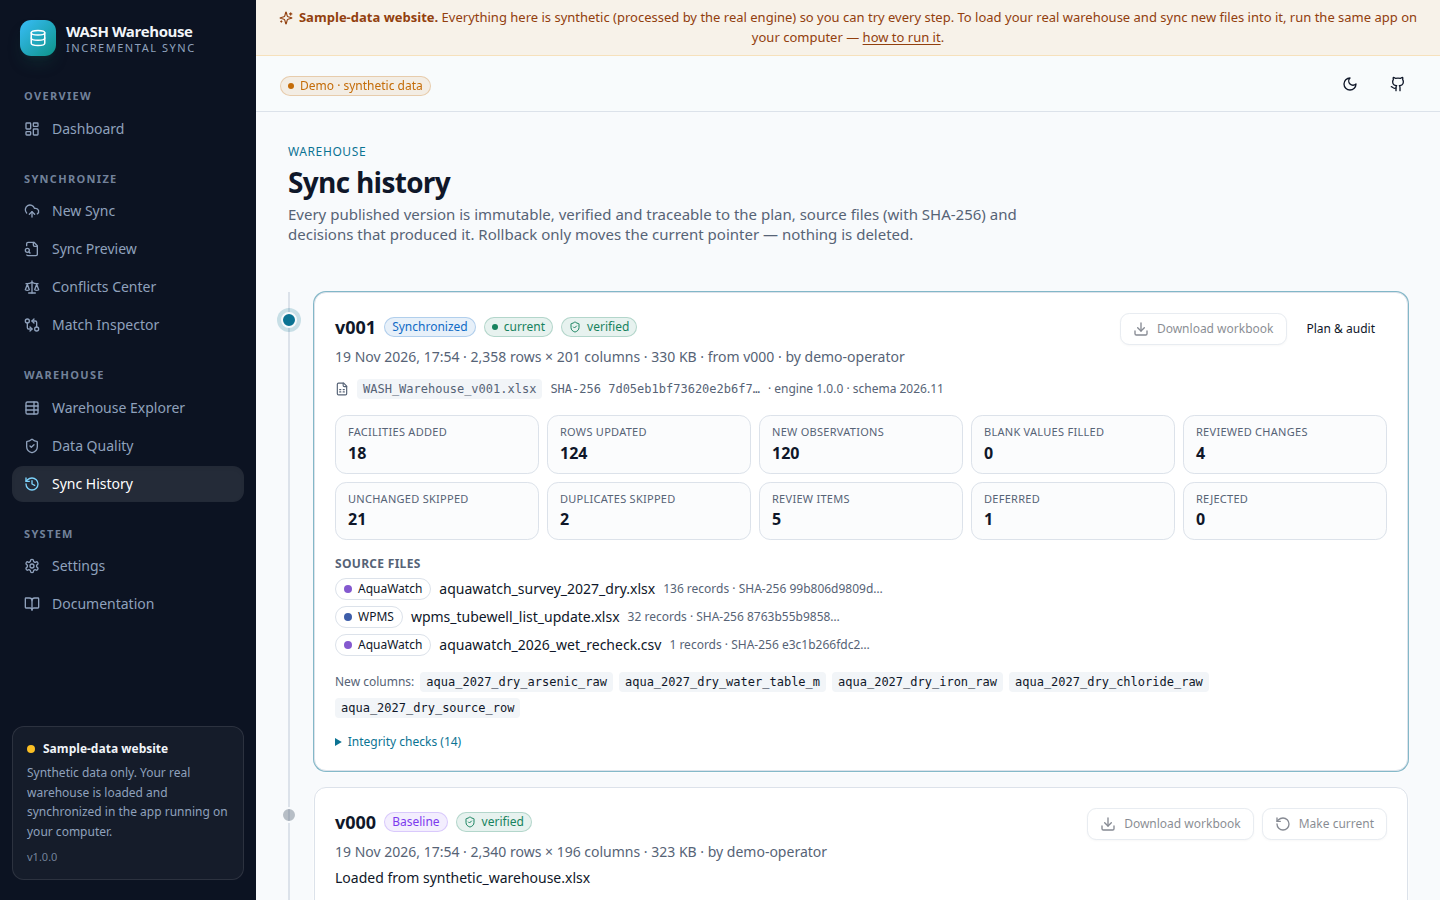 WASH Warehouse
INCREMENTAL SYNC
OVERVIEW
Dashboard
SYNCHRONIZE
New Sync
Sync Preview
Conflicts Center
Match Inspector
WAREHOUSE
Warehouse Explorer
Data Quality
Sync History
SYSTEM
Settings
Documentation
Sample-data website
Synthetic data only. Your real
warehouse is loaded and
synchronized in the app running on
your computer.
v1.0.0
Sample-data website. Everything here is synthetic (processed by the real engine) so you can try every step. To load your real warehouse and sync new files into it, run the same app on
your computer — how to run it.
Demo · synthetic data
WAREHOUSE
Sync history
Every published version is immutable, verified and traceable to the plan, source files (with SHA-256) and
decisions that produced it. Rollback only moves the current pointer — nothing is deleted.
v001 Synchronized current verified Download workbook Plan & audit
19 Nov 2026, 17:54 · 2,358 rows × 201 columns · 330 KB · from v000 · by demo-operator
WASH_Warehouse_v001.xlsx SHA-256 7d05eb1bf73620e2b6f7… · engine 1.0.0 · schema 2026.11
FACILITIES ADDED ROWS UPDATED NEW OBSERVATIONS BLANK VALUES FILLED REVIEWED CHANGES
18 124 120 0 4
UNCHANGED SKIPPED DUPLICATES SKIPPED REVIEW ITEMS DEFERRED REJECTED
21 2 5 1 0
SOURCE FILES
AquaWatch aquawatch_survey_2027_dry.xlsx 136 records · SHA-256 99b806d9809d…
WPMS wpms_tubewell_list_update.xlsx 32 records · SHA-256 8763b55b9858…
AquaWatch aquawatch_2026_wet_recheck.csv 1 records · SHA-256 e3c1b266fdc2…
New columns: aqua_2027_dry_arsenic_raw aqua_2027_dry_water_table_m aqua_2027_dry_iron_raw aqua_2027_dry_chloride_raw
aqua_2027_dry_source_row
Integrity checks (14)
v000 Baseline verified Download workbook Make current
19 Nov 2026, 17:54 · 2,340 rows × 196 columns · 323 KB · by demo-operator
Loaded from synthetic_warehouse.xlsx